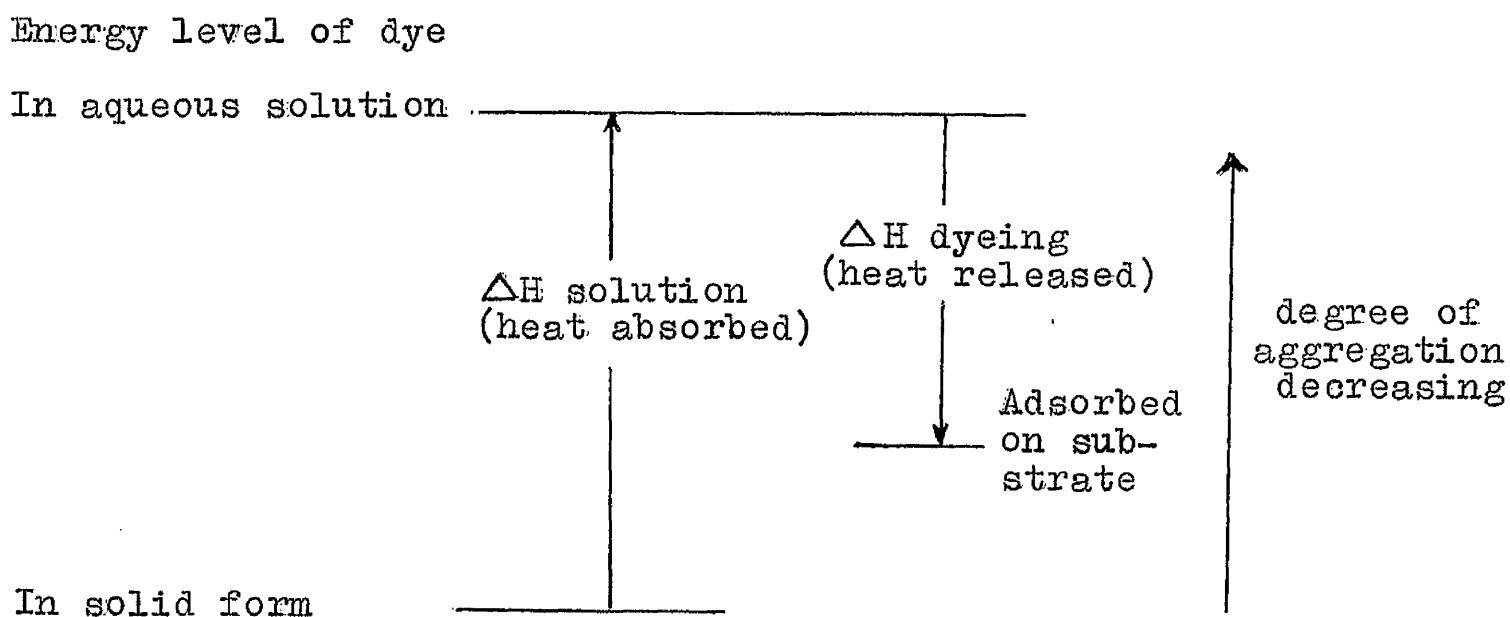 Energy level of dye
In aqueous solution
△H dyeing
(heat released)
△H solution
(heat absorbed)
degree of
aggregation
decreasing
Adsorbed
on sub-
strate
In solid form